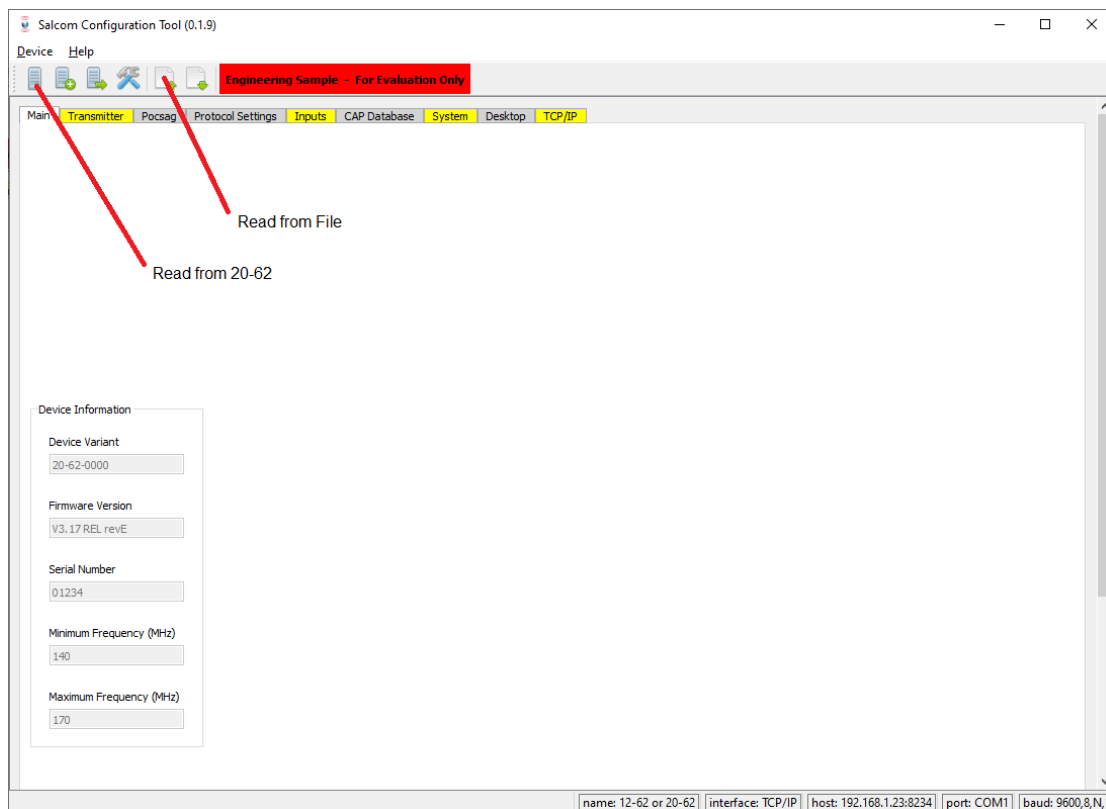 Salcom Configuration Tool (0.1.9)
Device Help
Engineering Sample - For Evaluation Only
Main Transmitter Pocsag Protocol Settings Inputs CAP Database System Desktop TCP/IP
Read from File
Read from 20-62
Device Information
Device Variant
20-62-0000
Firmware Version
V3.17 REL revE
Serial Number
01234
Minimum Frequency (MHz)
140
Maximum Frequency (MHz)
170
name: 12-62 or 20-62 interface: TCP/IP host: 192.168.1.23:8234 port: COM1 baud: 9600,8,N,